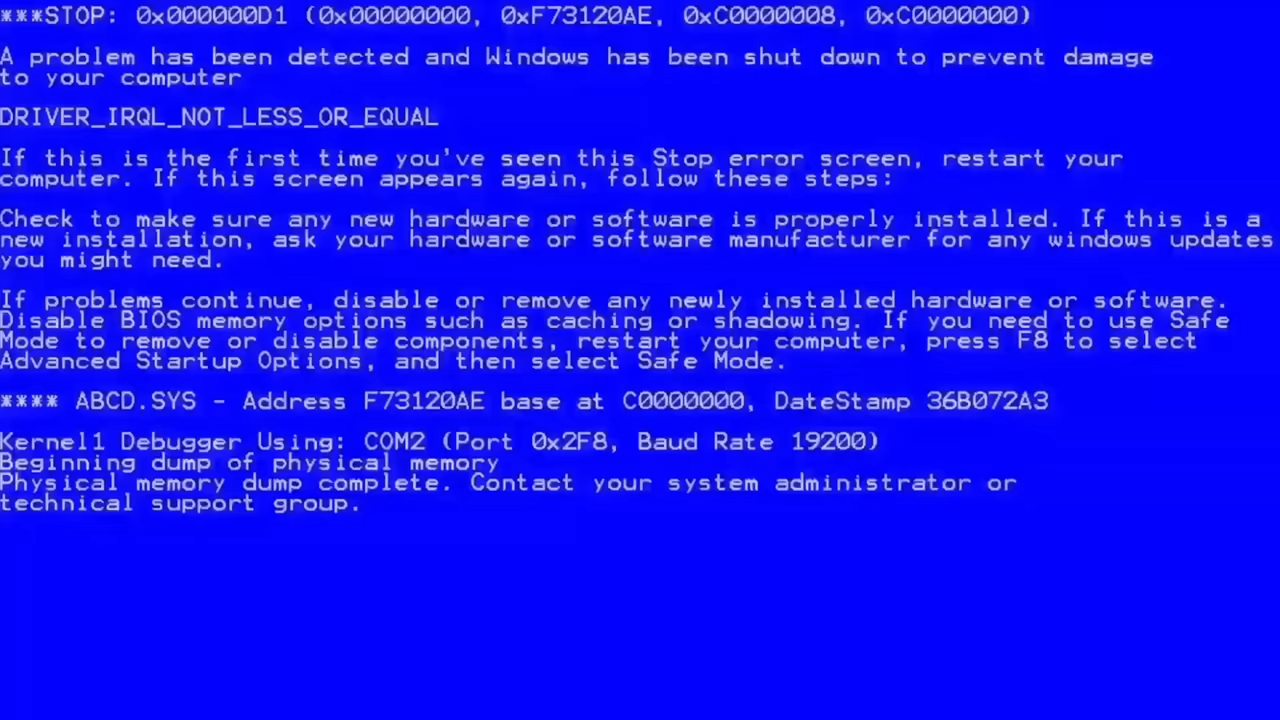 ***STOP: 0x000000D1 (0x00000000, 0xF73120AE, 0xC0000008, 0xC0000000)
A problem has been detected and Windows has been shut down to prevent damage
to your computer
DRIVER_IRQL_NOT_LESS_OR_EQUAL
If this is the first time you've seen this Stop error screen, restart your
computer. If this screen appears again, follow these steps:
Check to make sure any new hardware or software is properly installed. If this is a
new installation, ask your hardware or software manufacturer for any windows updates
you might need.
If problems continue, disable or remove any newly installed hardware or software.
Disable BIOS memory options such as caching or shadowing. If you need to use Safe
Mode to remove or disable components, restart your computer, press F8 to select
Advanced Startup Options, and then select Safe Mode.
**** ABCD.SYS - Address F73120AE base at C0000000, DateStamp 36B072A3
Kernel1 Debugger Using: COM2 (Port 0x2F8, Baud Rate 19200)
Beginning dump of physical memory
Physical memory dump complete. Contact your system administrator or
technical support group.